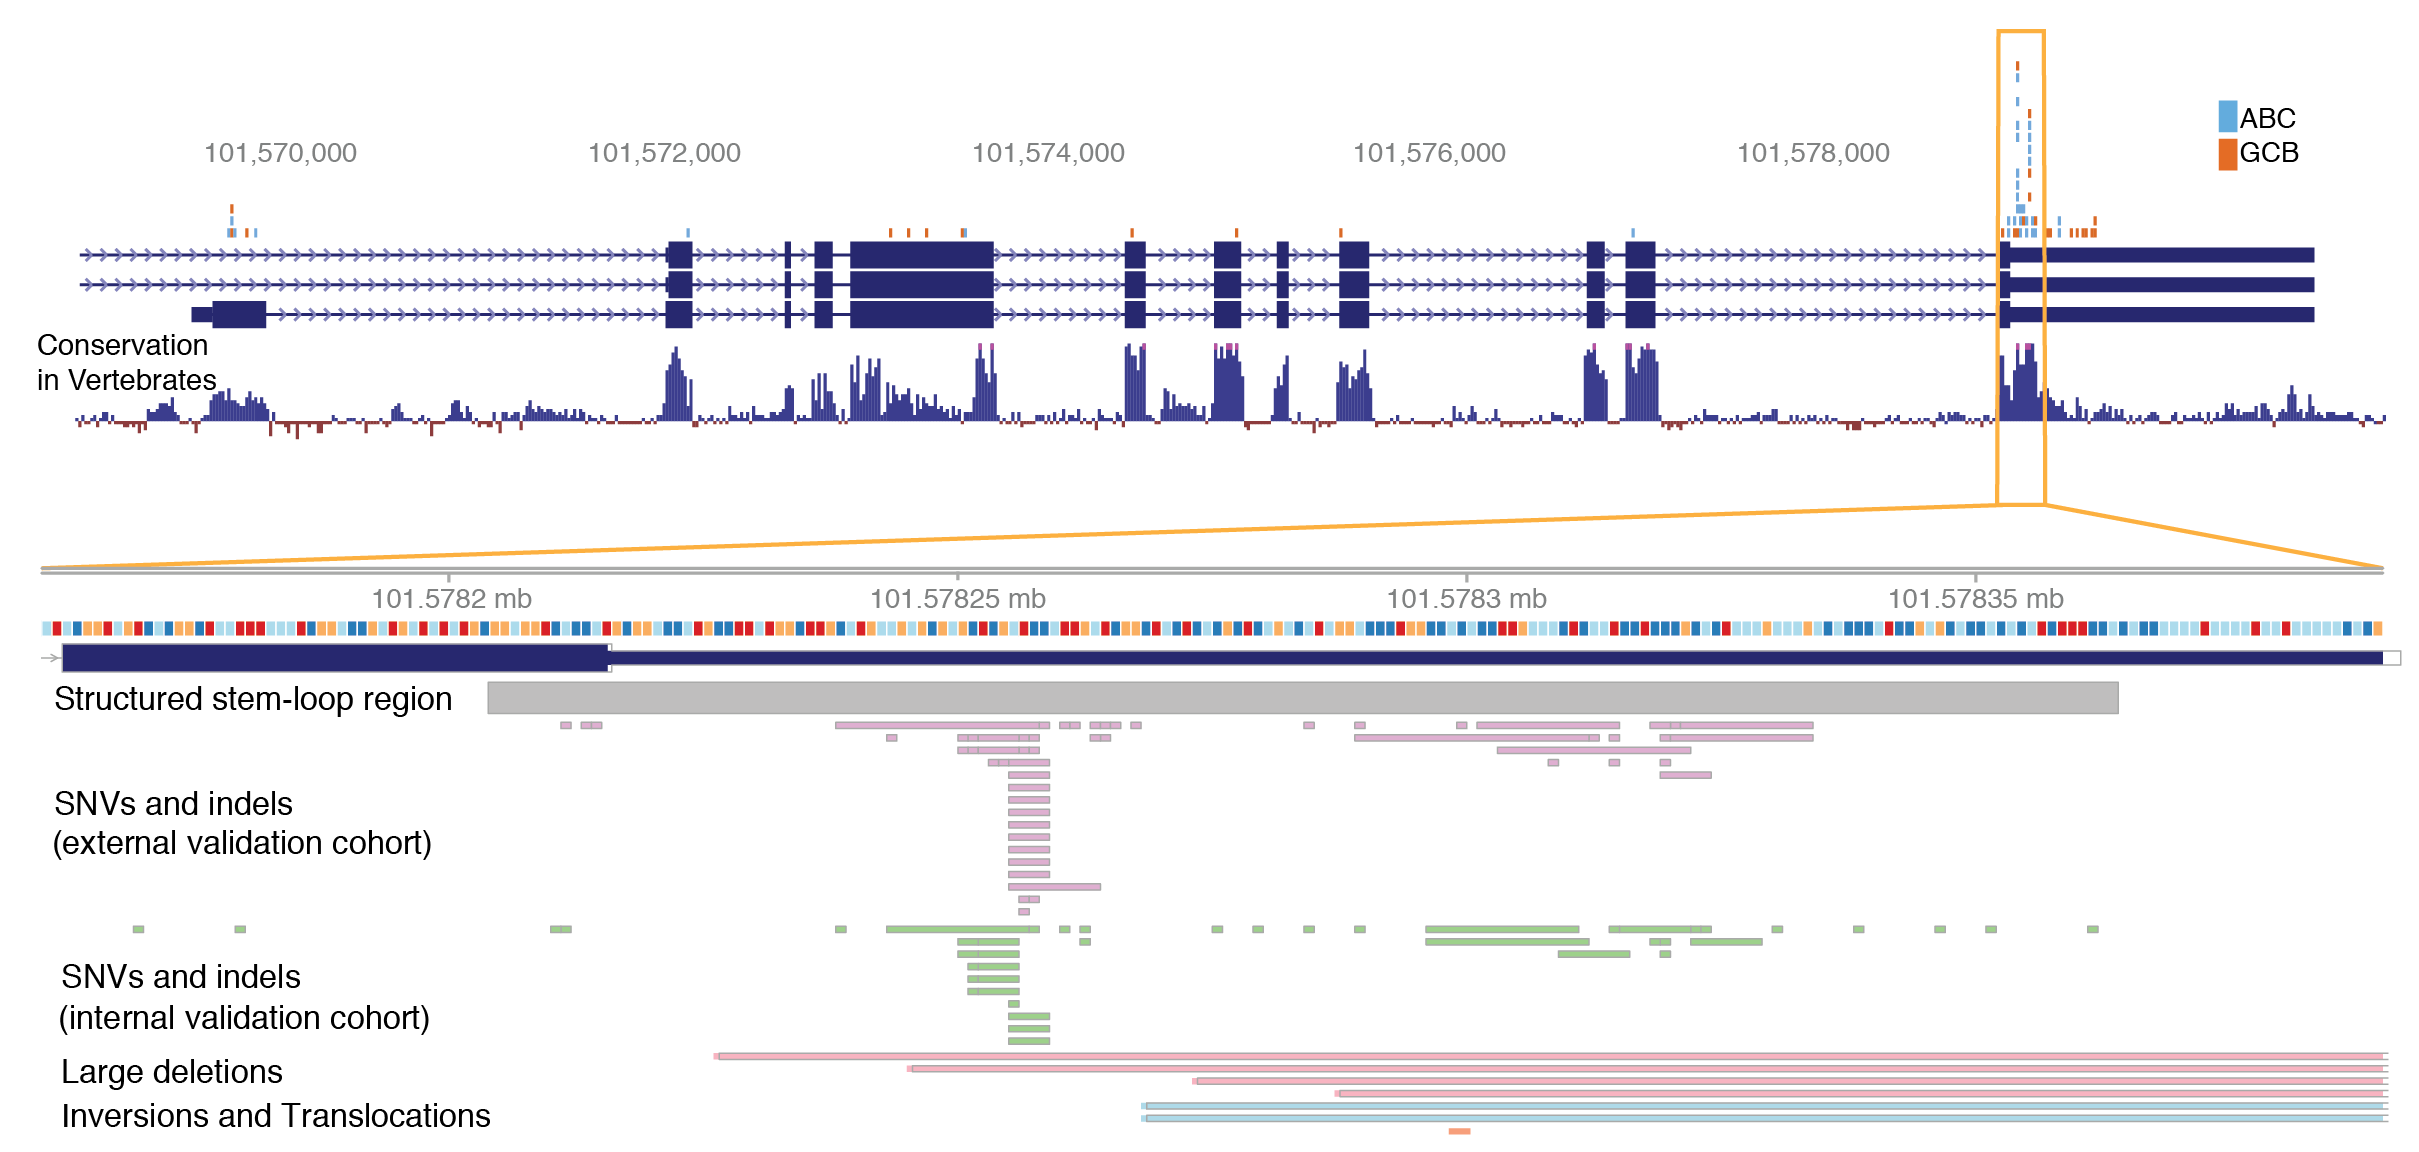 ABC
101,570,000 101,572,000 101,574,000 101,576,000 101,578,000
GCB
Conservation
in Vertebrates
101.5782 mb 101.57825 mb 101.5783 mb 101.57835 mb
Structured stem-loop region
SNVs and indels
(external validation cohort)
SNVs and indels
(internal validation cohort)
Large deletions
Inversions and Translocations